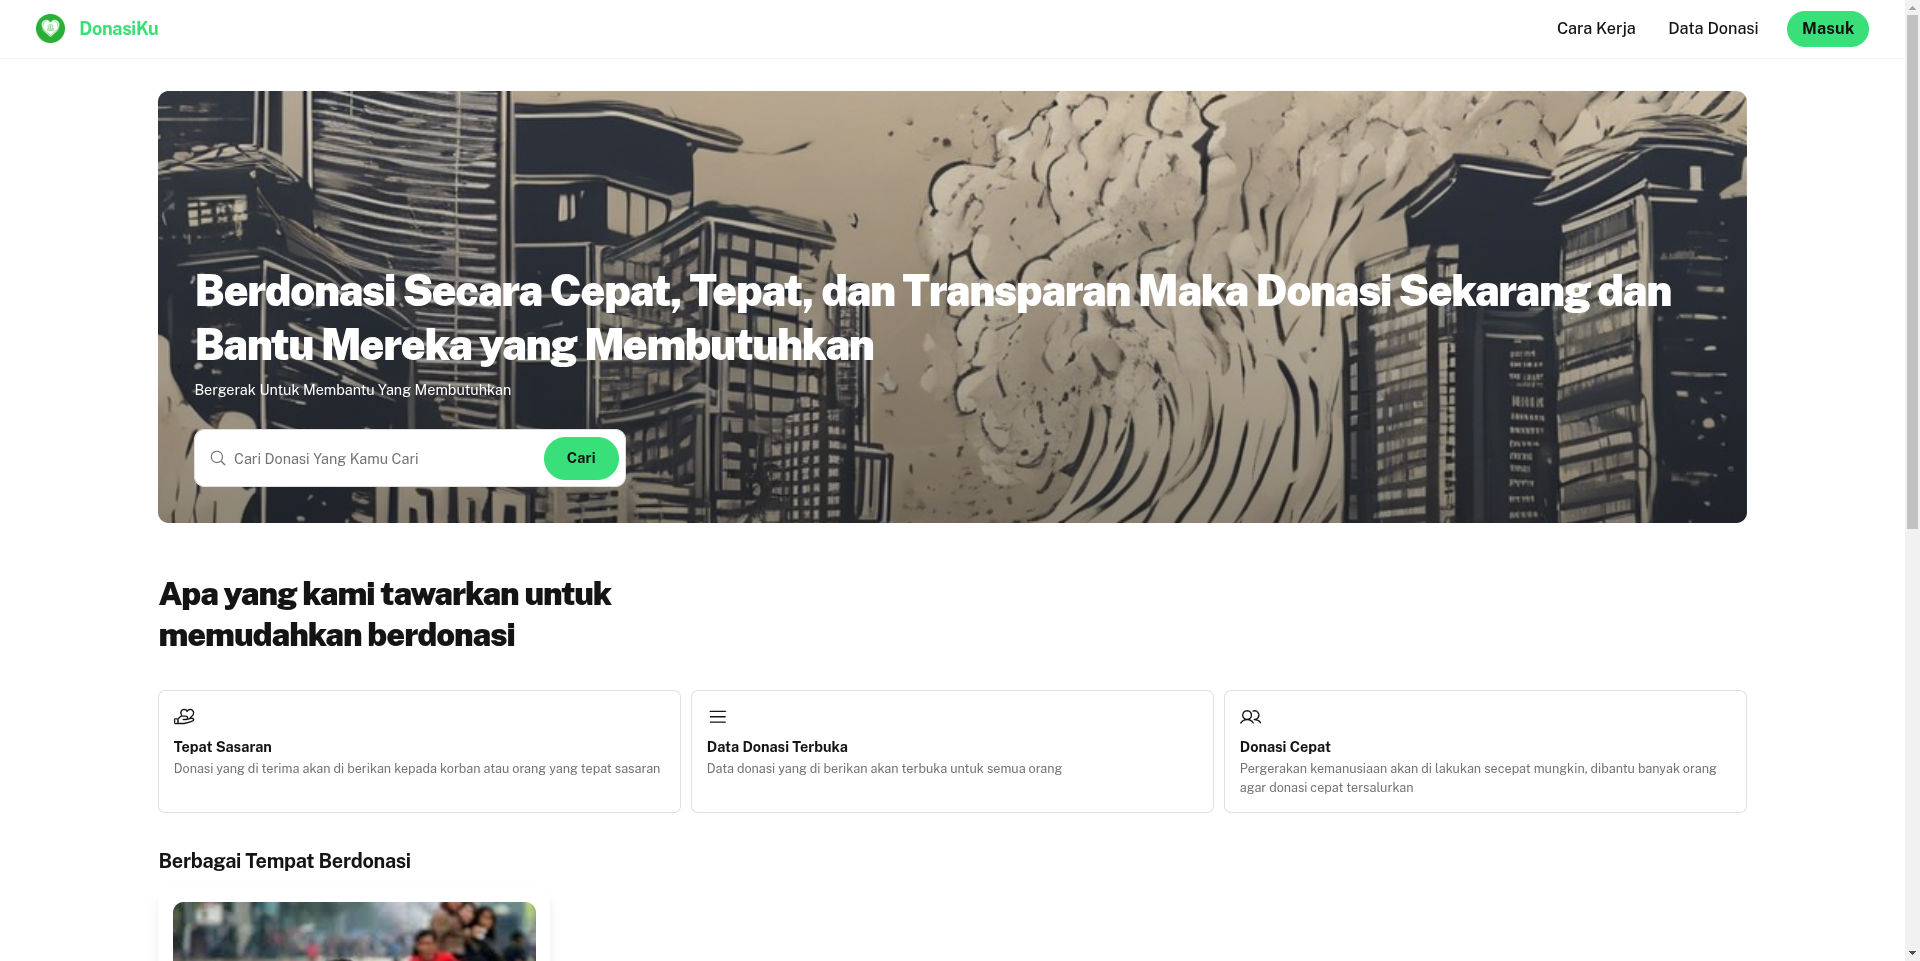 DonasiKu
Cara Kerja
Data Donasi
Masuk
Berdonasi Secara Cepat, Tepat, dan Transparan Maka Donasi Sekarang dan
Bantu Mereka yang Membutuhkan
Bergerak Untuk Membantu Yang Membutuhkan
Cari Donasi Yang Kamu Cari
Cari
Apa yang kami tawarkan untuk
memudahkan berdonasi
Tepat Sasaran
Donasi yang di terima akan di berikan kepada korban atau orang yang tepat sasaran
Data Donasi Terbuka
Data donasi yang di berikan akan terbuka untuk semua orang
Donasi Cepat
Pergerakan kemanusiaan akan di lakukan secepat mungkin, dibantu banyak orang
agar donasi cepat tersalurkan
Berbagai Tempat Berdonasi